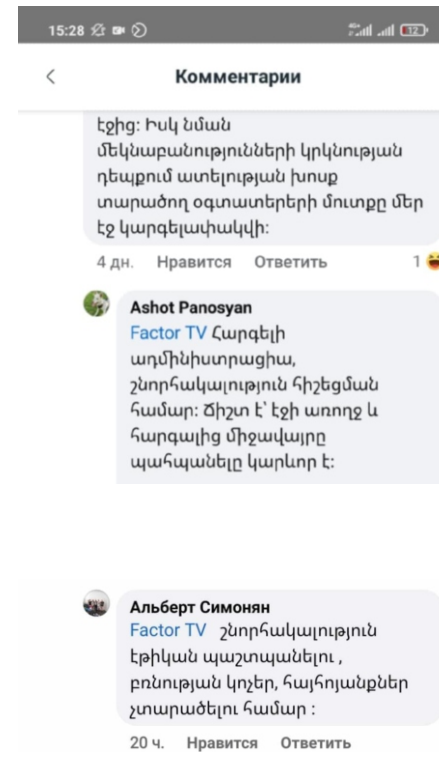 15:28
12
Комментарии
էջից: Իսկ նման
մեկնաբանությունների կրկնության
դեպքում ատելության խոսք
տարածող օգտատերերի մուտքը մեր
էջ կարգելափակվի:
4 дн. Нравится Ответить 1
Ashot Panosyan
Factor TV Հարգելի
ադմինիստրացիա,
շնորհակալություն հիշեցման
համար: Ճիշտ է՝ էջի առողջ և
հարգալից միջավայրը
պահպանելը կարևոր է:
Альберт Симонян
Factor TV շնորհակալություն
էթիկան պաշտպանելու ,
բռնության կոչեր, հայհոյանքներ
չտարածելու համար :
20 ч. Нравится Ответить